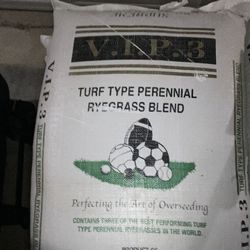 V.I.P.3
TURF TYPE PERENNIAL
RYEGRASS BLEND
Perfecting the Art of Overseeding
CONTAINS THREE OF THE BEST PERFORMING TURF
TYPE PERENNIAL RYEGRASSES IN THE WORLD.
V.I.P.3